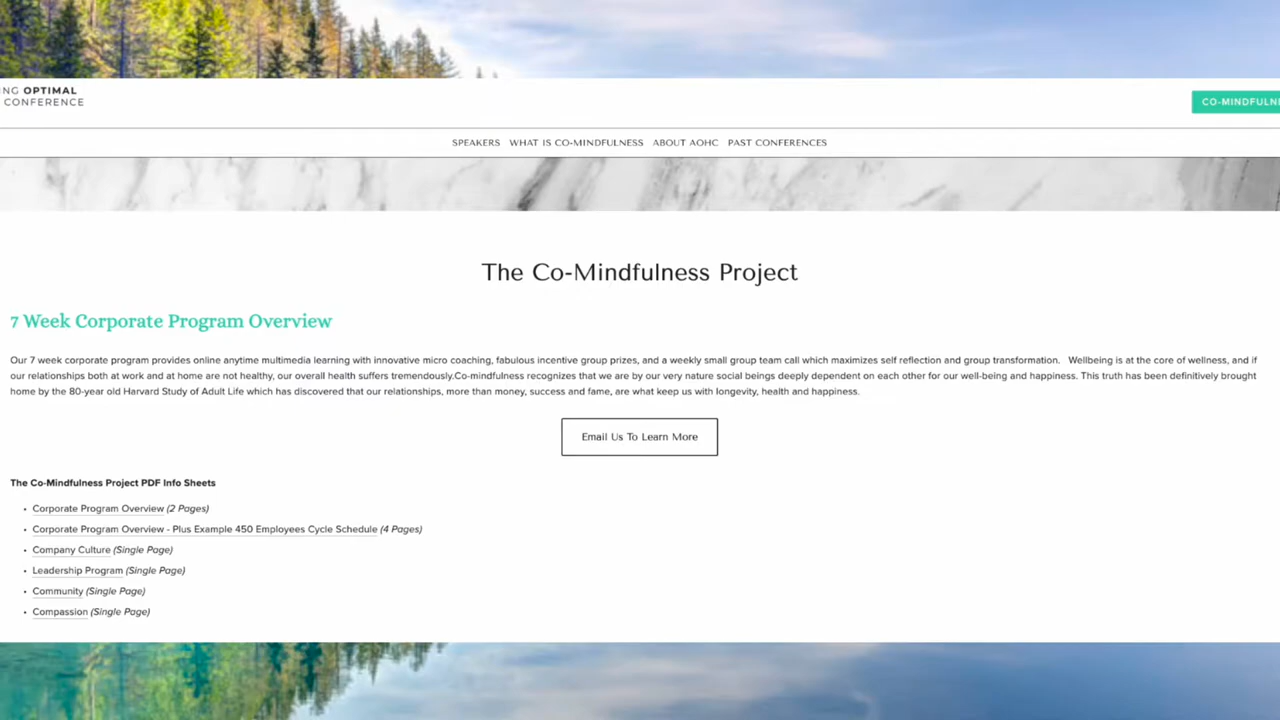 NG OPTIMAL
CONFERENCE
CO-MINDFULN
SPEAKERS WHAT IS CO-MINDFULNESS ABOUT AOHC PAST CONFERENCES
The Co-Mindfulness Project
7 Week Corporate Program Overview
Our 7 week corporate program provides online anytime multimedia learning with innovative micro coaching, fabulous incentive group prizes, and a weekly small group team call which maximizes self reflection and group transformation. Wellbeing is at the core of wellness, and if
our relationships both at work and at home are not healthy, our overall health suffers tremendously.Co-mindfulness recognizes that we are by our very nature social beings deeply dependent on each other for our well-being and happiness. This truth has been definitively brought
home by the 80-year old Harvard Study of Adult Life which has discovered that our relationships, more than money, success and fame, are what keep us with longevity, health and happiness.
Email Us To Learn More
The Co-Mindfulness Project PDF Info Sheets
• Corporate Program Overview (2 Pages)
• Corporate Program Overview - Plus Example 450 Employees Cycle Schedule (4 Pages)
• Company Culture (Single Page)
• Leadership Program (Single Page)
• Community (Single Page)
• Compassion (Single Page)